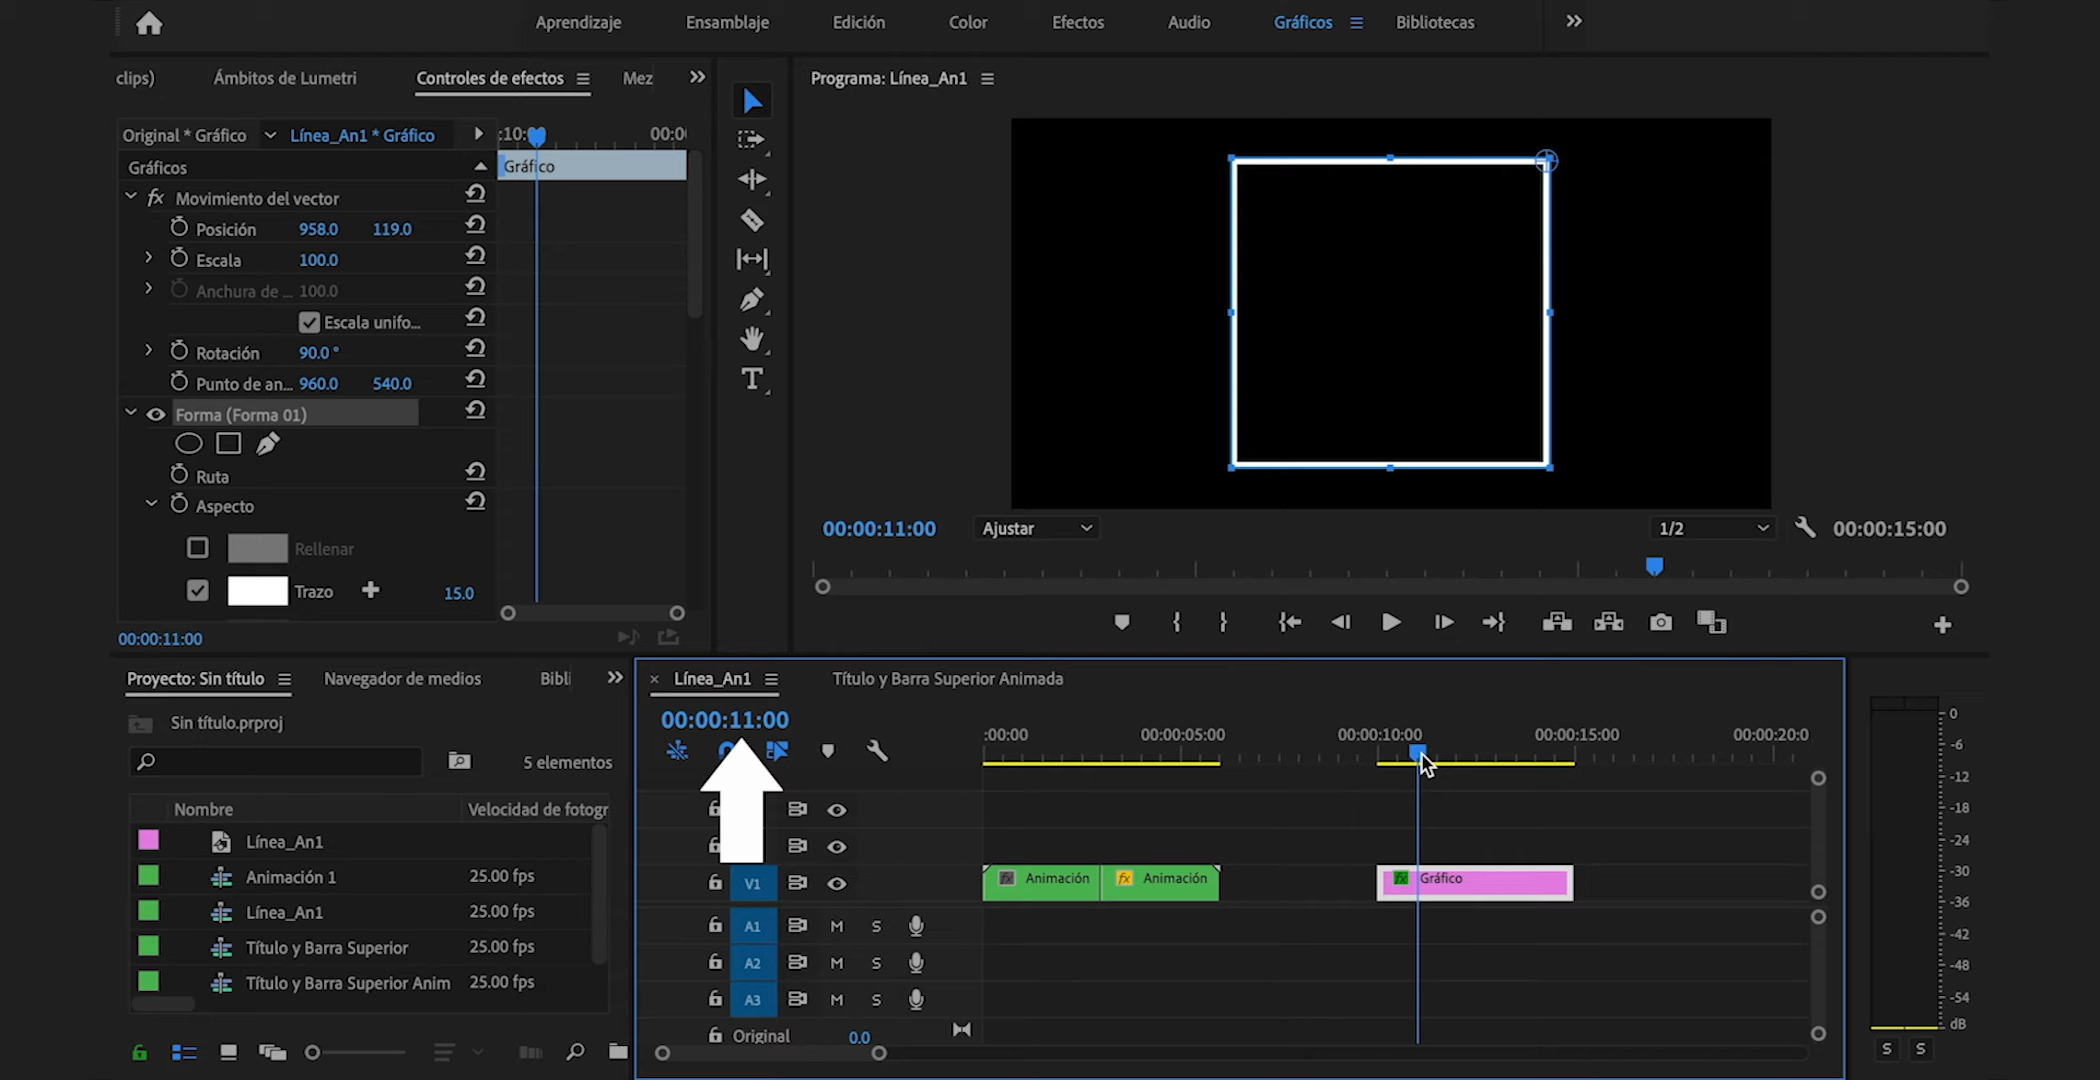 Aprendizaje Ensamblaje Edición Color Efectos Audio Gráficos Bibliotecas
clips) Ámbitos de Lumetri Controles de efectos Mez
Programa: Línea_An1
Original * Gráfico Línea_An1 * Gráfico
:10:00 00:0(
Gráficos
Gráfico
fx Movimiento del vector
Posición 958.0 119.0
Escala 100.0
Anchura de ... 100.0
Escala unifo...
Rotación 90.0 °
Punto de an... 960.0 540.0
Forma (Forma 01)
Ruta
Aspecto
Rellenar
Trazo 15.0
00:00:11:00
00:00:11:00 Ajustar 1/2 00:00:15:00
Proyecto: Sin título Navegador de medios Bibli
Sin título.prproj
5 elementos
Nombre Velocidad de fotogr
Línea_An1
Animación 1 25.00 fps
Línea_An1 25.00 fps
Título y Barra Superior 25.00 fps
Título y Barra Superior Anim 25.00 fps
× Línea_An1 Título y Barra Superior Animada
00:00:11:00
:00:00 00:00:05:00 00:00:10:00 00:00:15:00 00:00:20:0
V1
fx Animación fx Animación fx Gráfico
A1 M S
A2 M S
A3 M S
Original 0.0
0
-6
-12
-18
-24
-30
-36
-42
-48
-54
dB
S S